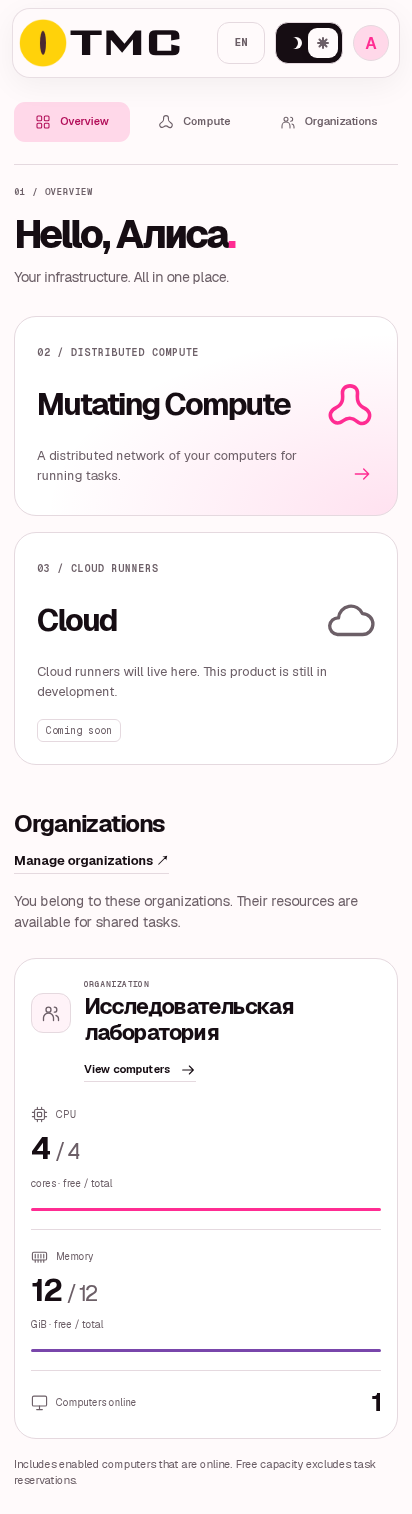 TMC
EN
A
Overview
Compute
Organizations
01 / OVERVIEW
Hello, Алиса.
Your infrastructure. All in one place.
02 / DISTRIBUTED COMPUTE
Mutating Compute
A distributed network of your computers for
running tasks.
→
03 / CLOUD RUNNERS
Cloud
Cloud runners will live here. This product is still in
development.
Coming soon
Organizations
Manage organizations ↗
You belong to these organizations. Their resources are
available for shared tasks.
ORGANIZATION
Исследовательская
лаборатория
View computers →
CPU
4 / 4
cores · free / total
Memory
12 / 12
GiB · free / total
Computers online
1
Includes enabled computers that are online. Free capacity excludes task
reservations.